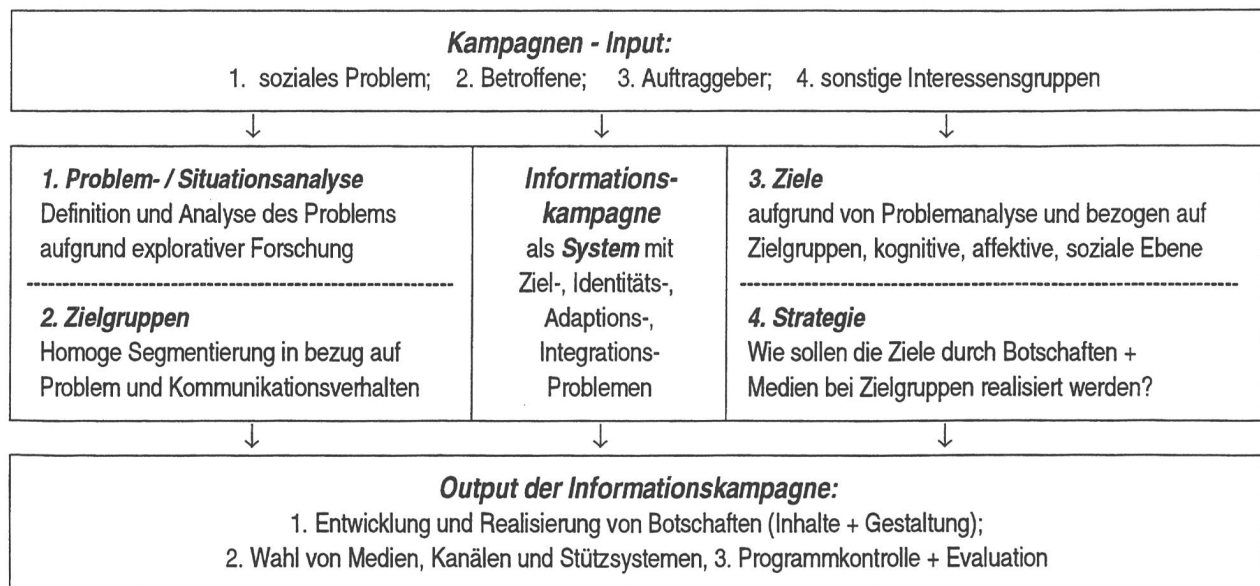 Kampagnen - Input:
1. soziales Problem; 2. Betroffene; 3. Auftraggeber; 4. sonstige Interessensgruppen
1. Problem- / Situationsanalyse
Definition und Analyse des Problems
aufgrund explorativer Forschung
2. Zielgruppen
Homoge Segmentierung in bezug auf
Problem und Kommunikationsverhalten
Informations-
kampagne
als System mit
Ziel-, Identitäts-,
Adaptions-,
Integrations-
Problemen
3. Ziele
aufgrund von Problemanalyse und bezogen auf
Zielgruppen, kognitive, affektive, soziale Ebene
4. Strategie
Wie sollen die Ziele durch Botschaften +
Medien bei Zielgruppen realisiert werden?
Output der Informationskampagne:
1. Entwicklung und Realisierung von Botschaften (Inhalte + Gestaltung);
2. Wahl von Medien, Kanälen und Stützsystemen, 3. Programmkontrolle + Evaluation